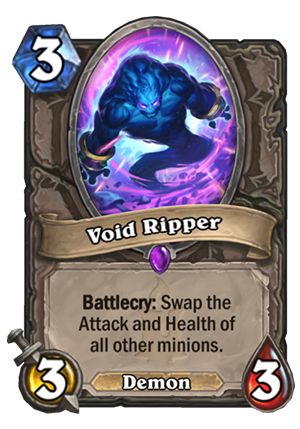 3
Void Ripper
Battlecry: Swap the
Attack and Health of
all other minions.
3
Demon
3